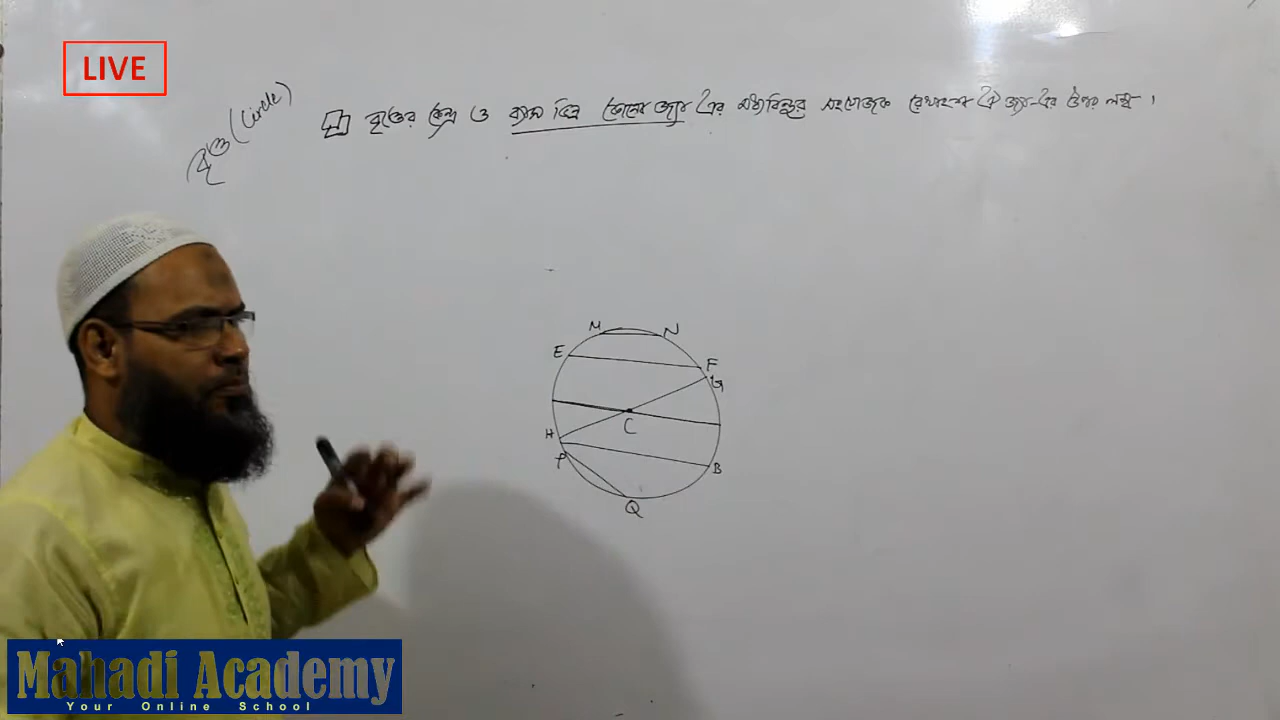 LIVE
বৃত্ত (Circle)
বৃত্তের কেন্দ্র ও ব্যাস ভিন্ন কোনো জ্যা এর মধ্যবিন্দুর সংযোজক রেখাংশ ঐ জ্যা-এর উপর লম্ব ।
M N
E F
G
C
H
P B
Q
Mahadi Academy
Your Online School